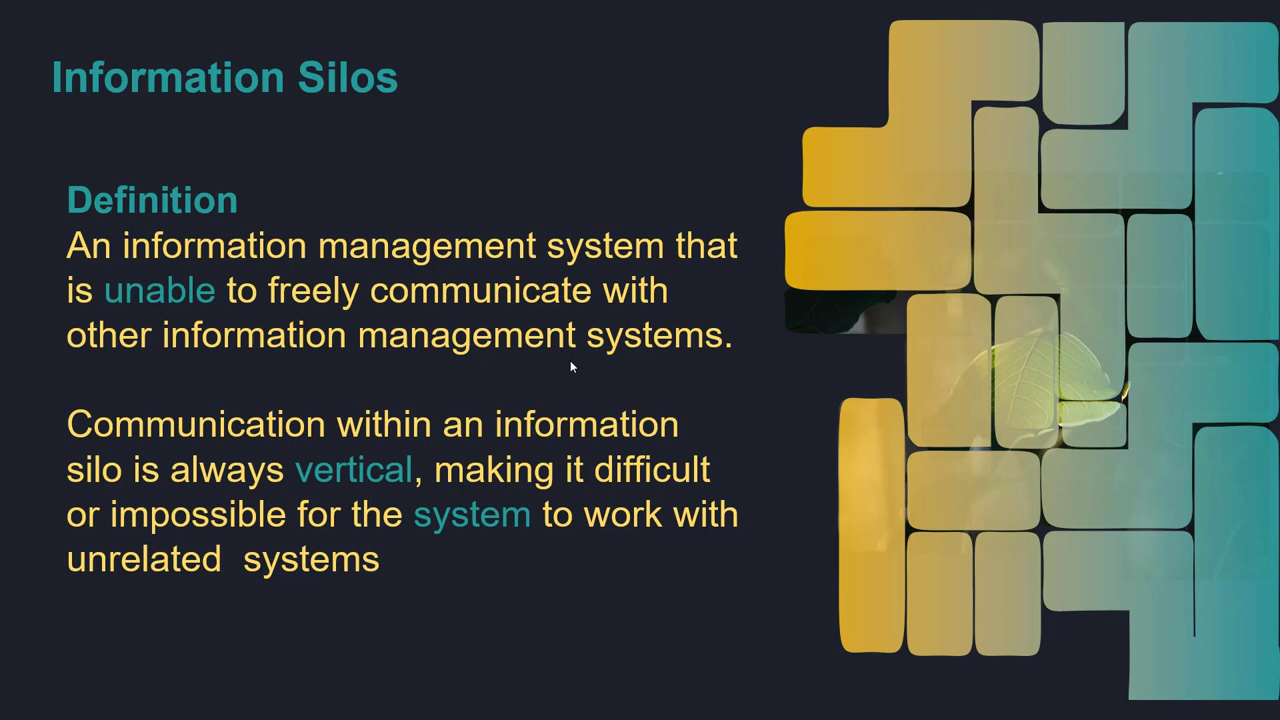 Information Silos
Definition
An information management system that
is unable to freely communicate with
other information management systems.
Communication within an information
silo is always vertical, making it difficult
or impossible for the system to work with
unrelated  systems